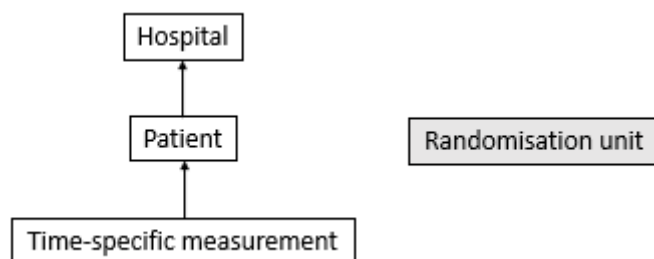 Hospital
Patient
Randomisation unit
Time-specific measurement